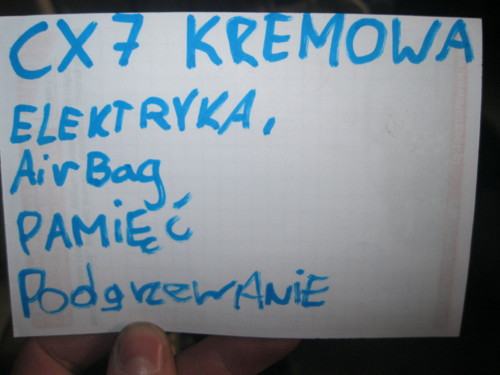 CX7 KREMOWA
ELEKTRYKA,
AirBag
PAMIĘĆ
PodgrzewANiE